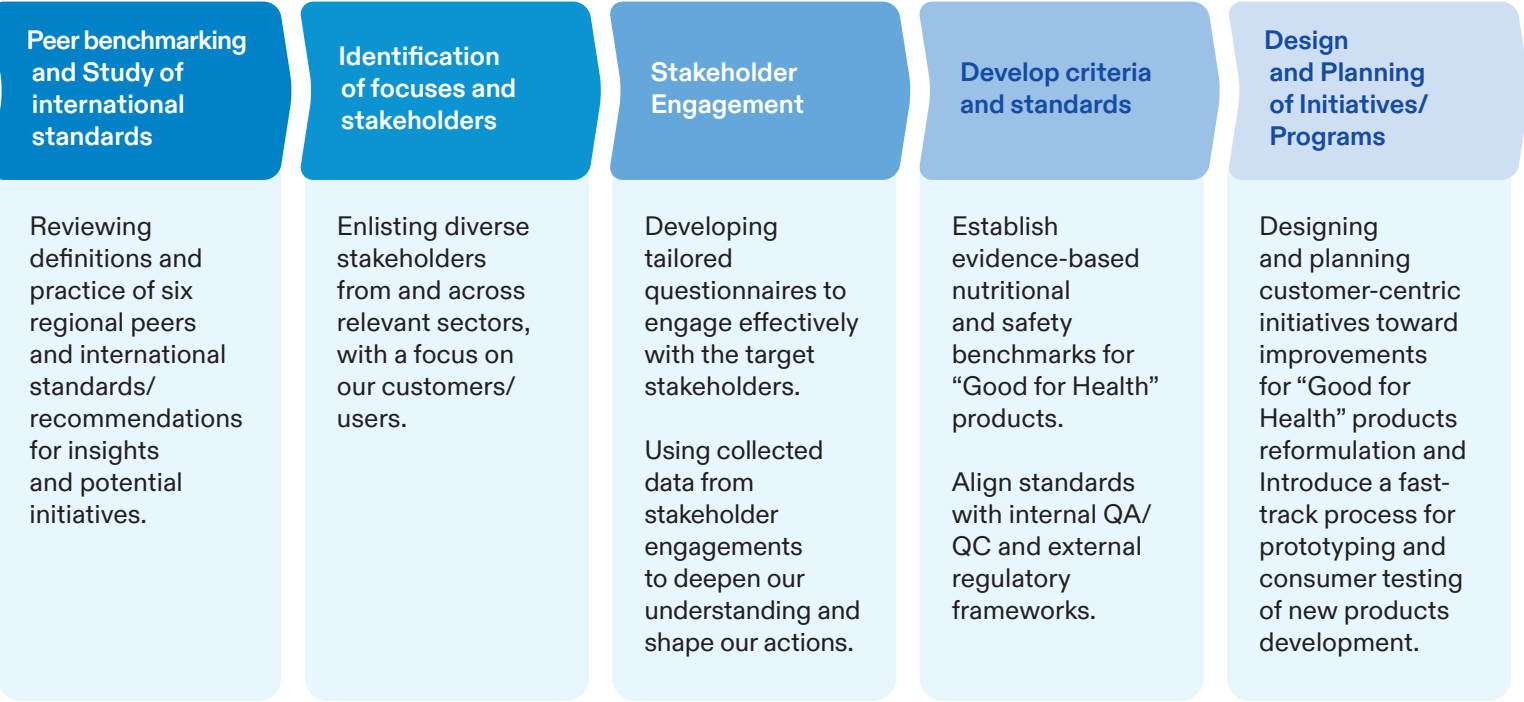 Peer benchmarking
and Study of
international
standards
Reviewing
definitions and
practice of six
regional peers
and international
standards/
recommendations
for insights
and potential
initiatives.
Identification
of focuses and
stakeholders
Enlisting diverse
stakeholders
from and across
relevant sectors,
with a focus on
our customers/
users.
Stakeholder
Engagement
Developing
tailored
questionnaires to
engage effectively
with the target
stakeholders.
Using collected
data from
stakeholder
engagements
to deepen our
understanding and
shape our actions.
Develop criteria
and standards
Establish
evidence-based
nutritional
and safety
benchmarks for
“Good for Health”
products.
Align standards
with internal QA/
QC and external
regulatory
frameworks.
Design
and Planning
of Initiatives/
Programs
Designing
and planning
customer-centric
initiatives toward
improvements
for “Good for
Health” products
reformulation and
Introduce a fast-
track process for
prototyping and
consumer testing
of new products
development.